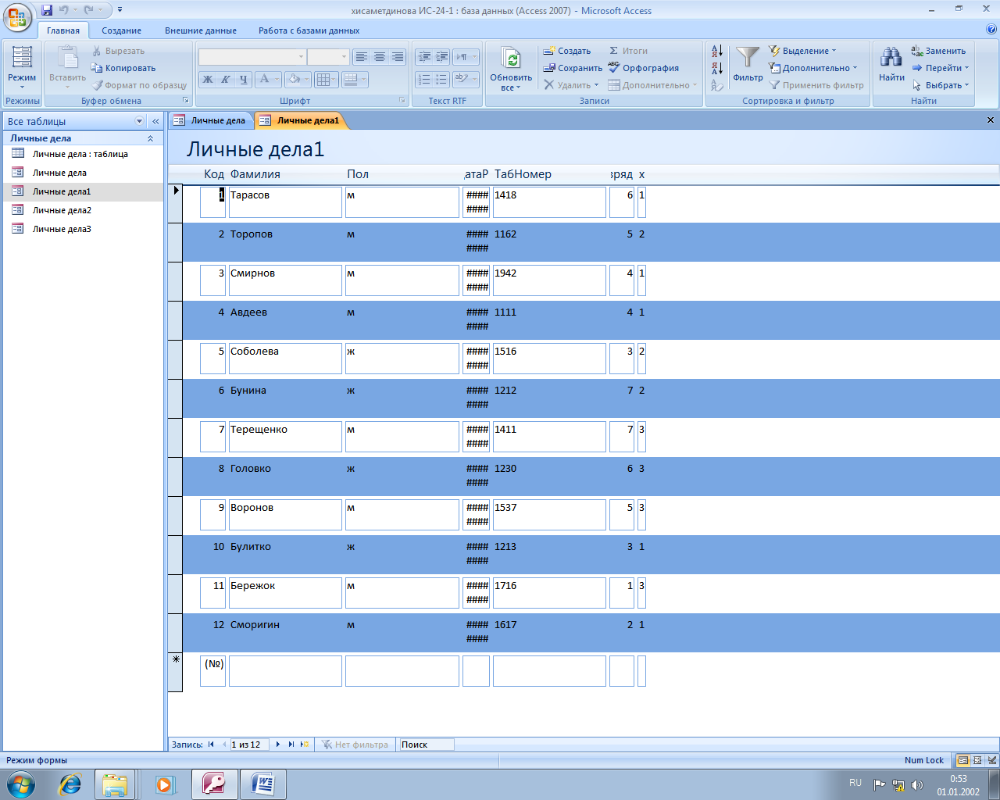 хисаметдинова ИС-24-1 : база данных (Access 2007) - Microsoft Access
Главная Создание Внешние данные Работа с базами данных
Режим
Режимы
Вставить
Вырезать
Копировать
Формат по образцу
Буфер обмена
Ж К Ч А
Шрифт
Текст RTF
Обновить все
Создать
Сохранить
Удалить
Итоги
Орфография
Дополнительно
Записи
Фильтр
Выделение
Дополнительно
Применить фильтр
Сортировка и фильтр
Найти
Заменить
Перейти
Выбрать
Найти
Все таблицы
Личные дела
Личные дела : таблица
Личные дела
Личные дела1
Личные дела2
Личные дела3
Личные дела Личные дела1
Личные дела1
Код Фамилия Пол датаР ТабНомер зряд х
1 Тарасов м #### #### 1418 6 1
2 Торопов м #### #### 1162 5 2
3 Смирнов м #### #### 1942 4 1
4 Авдеев м #### #### 1111 4 1
5 Соболева ж #### #### 1516 3 2
6 Бунина ж #### #### 1212 7 2
7 Терещенко м #### #### 1411 7 3
8 Головко ж #### #### 1230 6 3
9 Воронов м #### #### 1537 5 3
10 Булитко ж #### #### 1213 3 1
11 Бережок м #### #### 1716 1 3
12 Сморигин м #### #### 1617 2 1
(№)
Запись: 1 из 12 Нет фильтра Поиск
Режим формы
Num Lock
RU
0:53
01.01.2002